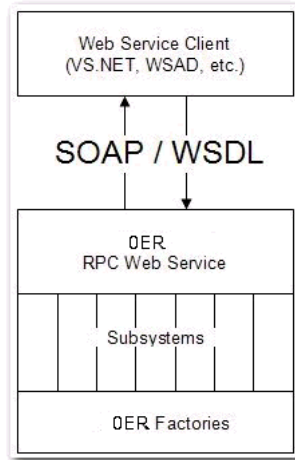 Web Service Client
(VS.NET, WSAD, etc.)
SOAP / WSDL
OER
RPC Web Service
Subsystems
OER Factories